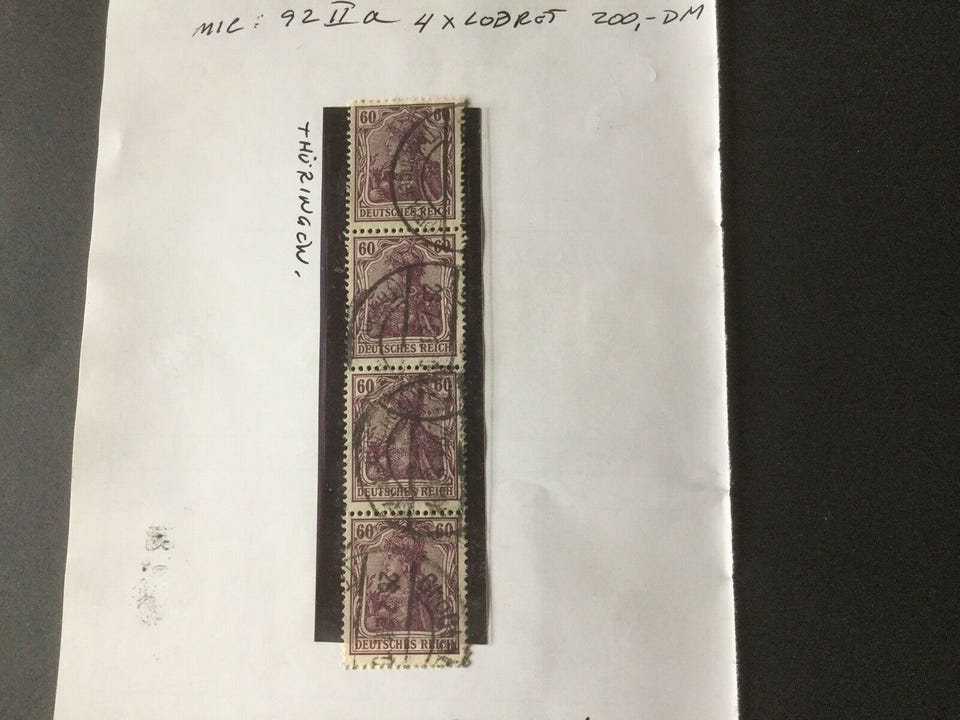 MIC: 92 II a 4 X LODRET 200,-DM
THÜRINGEN.
60 60
DEUTSCHES REICH
60 60
DEUTSCHES REICH
60 60
DEUTSCHES REICH
60 60
DEUTSCHES REICH